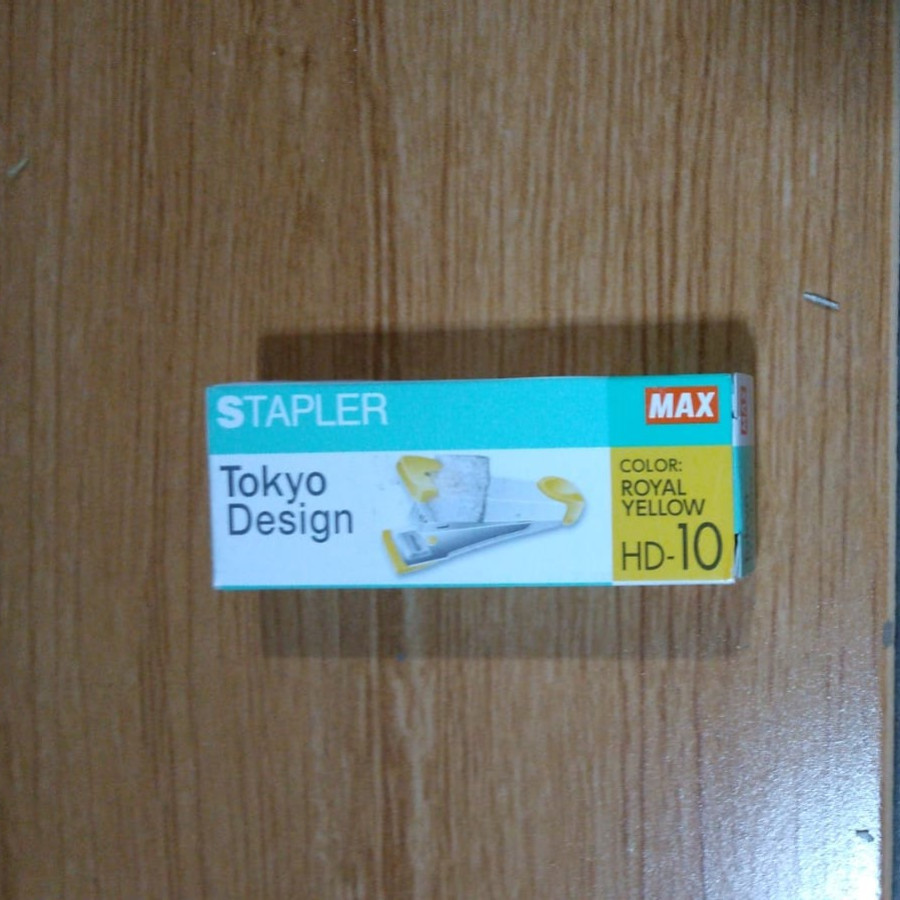 STAPLER
MAX
Tokyo
Design
COLOR:
ROYAL
YELLOW
HD-10